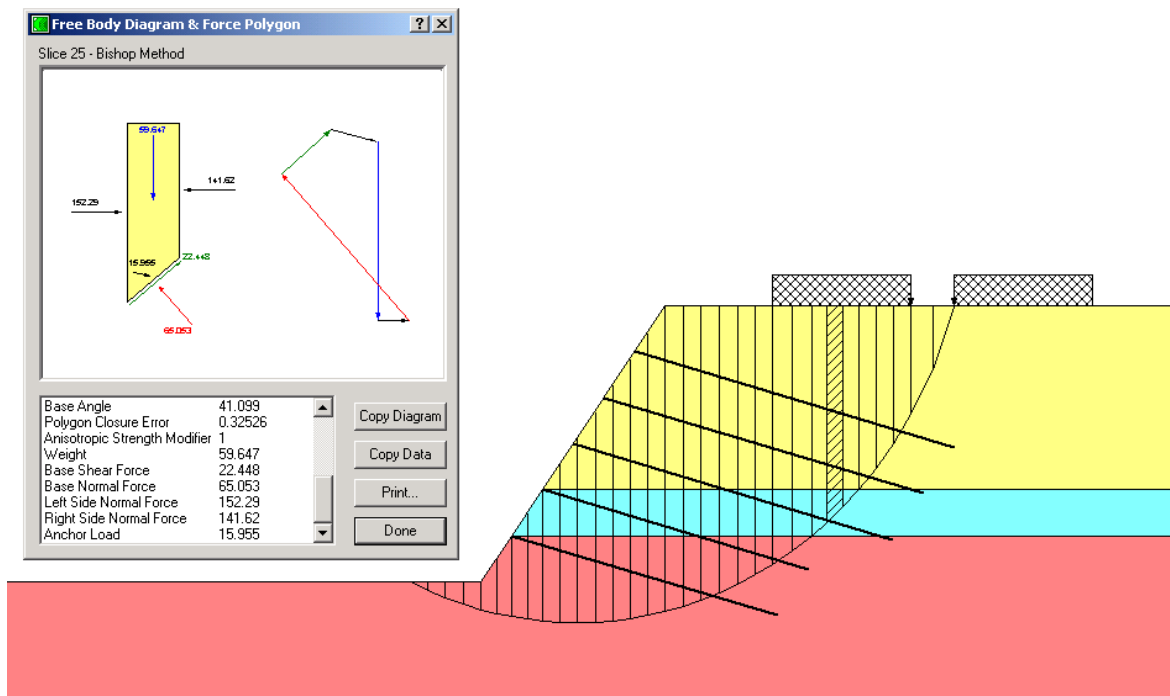 Free Body Diagram & Force Polygon
Slice 25 - Bishop Method
59.647
141.62
152.29
15.955
22.448
65.053
Base Angle 41.099
Polygon Closure Error 0.32526
Anisotropic Strength Modifier 1
Weight 59.647
Base Shear Force 22.448
Base Normal Force 65.053
Left Side Normal Force 152.29
Right Side Normal Force 141.62
Anchor Load 15.955
Copy Diagram
Copy Data
Print...
Done